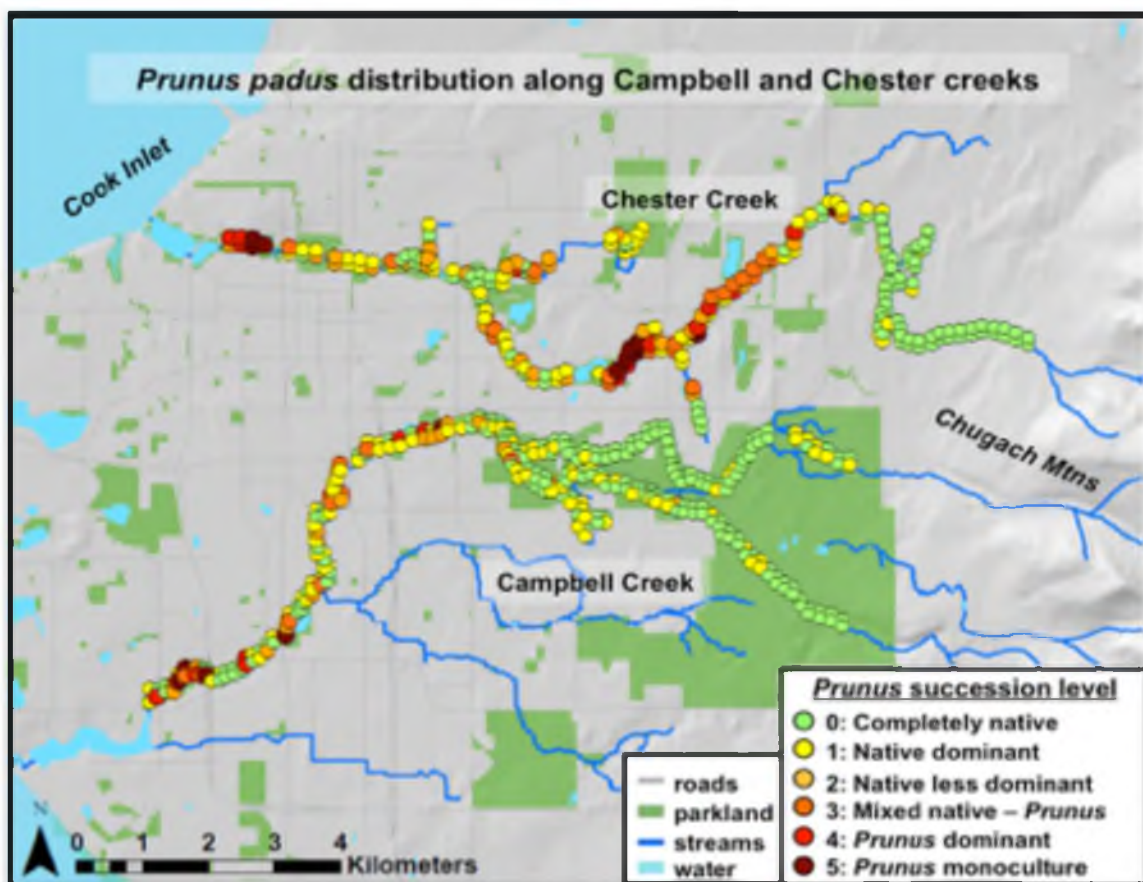 Prunus padus distribution along Campbell and Chester creeks
Cook Inlet
Chester Creek
Chugach Mtns
Campbell Creek
Prunus succession level
0: Completely native
1: Native dominant
2: Native less dominant
3: Mixed native – Prunus
4: Prunus dominant
5: Prunus monoculture
roads
parkland
streams
water
N
0 1 2 3 4
Kilometers